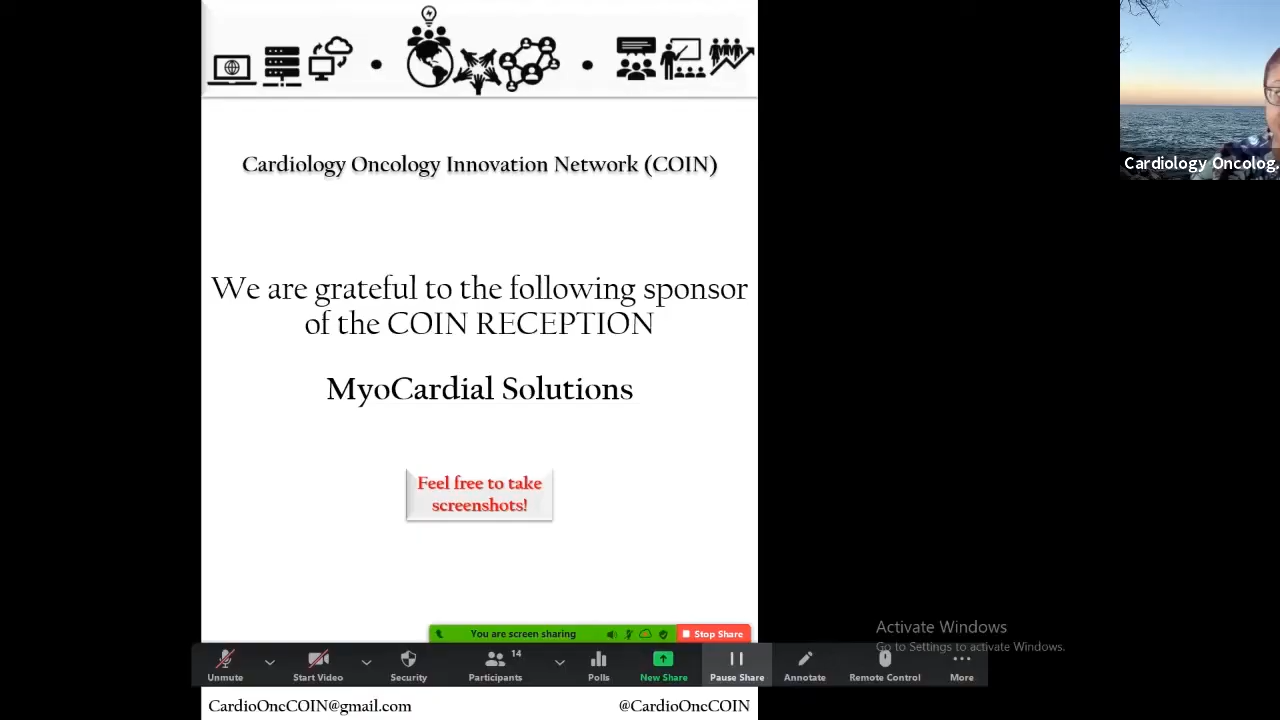 Cardiology Oncology Innovation Network (COIN)
We are grateful to the following sponsor
of the COIN RECEPTION
MyoCardial Solutions
Feel free to take
screenshots!
Cardiology Oncolog.
Activate Windows
Go to Settings to activate Windows.
You are screen sharing
Stop Share
Unmute
Start Video
Security
14
Participants
Polls
New Share
Pause Share
Annotate
Remote Control
More
CardioOncCOIN@gmail.com
@CardioOncCOIN